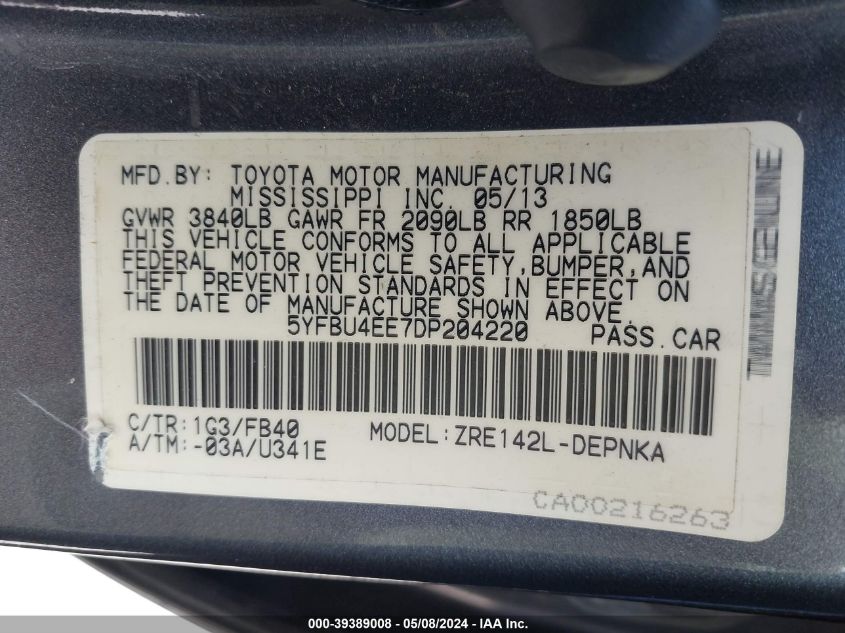 MFD.BY: TOYOTA MOTOR MANUFACTURING
MISSISSIPPI INC. 05/13
GVWR 3840LB GAWR FR 2090LB RR 1850LB
THIS VEHICLE CONFORMS TO ALL APPLICABLE
FEDERAL MOTOR VEHICLE SAFETY,BUMPER,AND
THEFT PREVENTION STANDARDS IN EFFECT ON
THE DATE OF MANUFACTURE SHOWN ABOVE.
5YFBU4EE7DP204220 PASS.CAR
C/TR:1G3/FB40 MODEL:ZRE142L-DEPNKA
A/TM:-03A/U341E
CA00216263
000-39389008 - 05/08/2024 - IAA Inc.